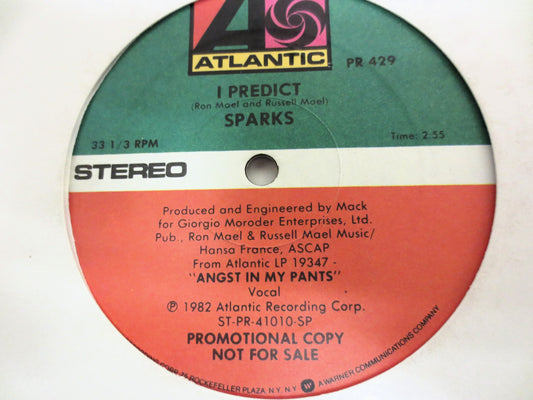 ATLANTIC
PR 429
I PREDICT
(Ron Mael and Russell Mael)
SPARKS
33 1/3 RPM
Time: 2:55
STEREO
Produced and Engineered by Mack
for Giorgio Moroder Enterprises, Ltd.
Pub., Ron Mael & Russell Mael Music/
Hansa France, ASCAP
From Atlantic LP 19347 -
"ANGST IN MY PANTS"
Vocal
℗ 1982 Atlantic Recording Corp.
ST-PR-41010-SP
PROMOTIONAL COPY
NOT FOR SALE
75 ROCKEFELLER PLAZA, N.Y., N.Y. W A WARNER COMMUNICATIONS COMPANY